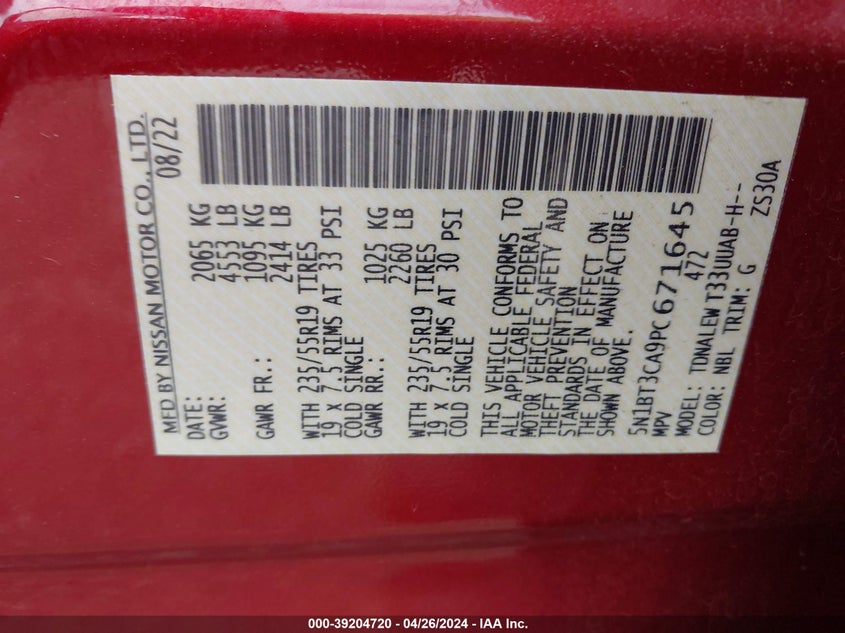 MFD BY NISSAN MOTOR CO., LTD.
DATE: 08/22
GVWR: 2065 KG
4553 LB
GAWR FR.: 1095 KG
2414 LB
WITH 235/55R19 TIRES
19 x 7.5 RIMS AT 33 PSI
COLD SINGLE
GAWR RR.: 1025 KG
2260 LB
WITH 235/55R19 TIRES
19 x 7.5 RIMS AT 30 PSI
COLD SINGLE
THIS VEHICLE CONFORMS TO
ALL APPLICABLE FEDERAL
MOTOR VEHICLE SAFETY AND
THEFT PREVENTION
STANDARDS IN EFFECT ON
THE DATE OF MANUFACTURE
SHOWN ABOVE.
5N1BT3CA9PC671645
MPV 472
MODEL: TDNALEW T33UUAB-H--
COLOR: NBL TRIM: G ZS30A
000-39204720 - 04/26/2024 - IAA Inc.